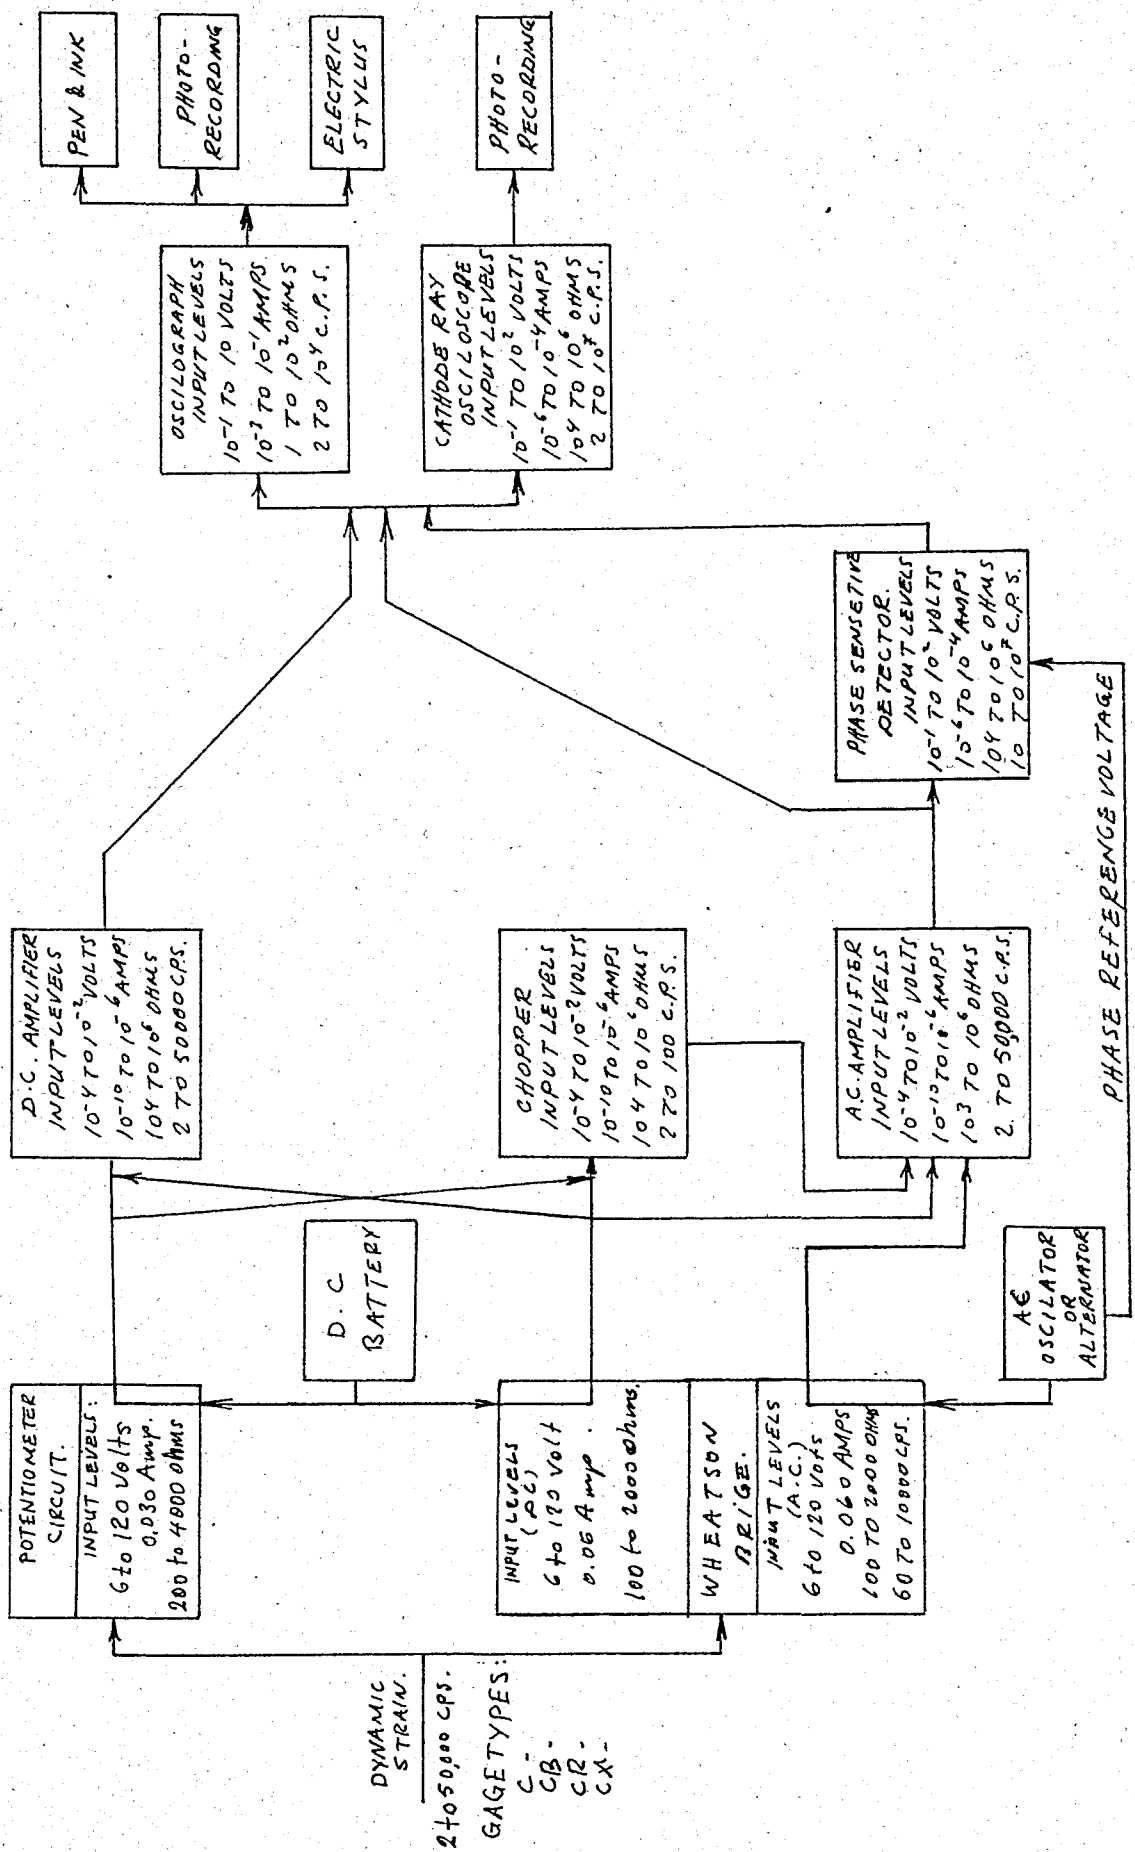 DYNAMIC
STRAIN.
2 to 50,000 CPS.
GAGETYPES:
C -
CB -
CR -
CX -
POTENTIOMETER
CIRCUIT.
INPUT LEVELS:
6 to 120 Volts
0.030 Amp.
200 to 4000 ohms
INPUT LEVELS
(DC)
6 to 120 Volt
0.06 Amp.
100 to 2000 ohms.
WHEATSON
BRIGE.
INPUT LEVELS
(A.C.)
6 to 120 Volts
0.060 AMPS
100 TO 2000 OHMS
60 TO 10000 CPS.
D.C
BATTERY
AC
OSCILATOR
OR
ALTERNATOR
PHASE REFERENCE VOLTAGE
D.C. AMPLIFIER
INPUT LEVELS
10⁻⁴ TO 10⁻² VOLTS
10⁻¹⁰ TO 10⁻⁶ AMPS
10⁴ TO 10⁶ OHMS
2 TO 50000 CPS.
CHOPPER
INPUT LEVELS
10⁻⁴ TO 10⁻² VOLTS
10⁻¹⁰ TO 10⁻⁶ AMPS
10⁴ TO 10⁶ OHMS
2 TO 100 C.P.S.
A.C. AMPLIFIER
INPUT LEVELS
10⁻⁴ TO 10⁻² VOLTS
10⁻¹⁰ TO 10⁻⁶ AMPS
10³ TO 10⁶ OHMS
2. TO 50,000 C.P.S.
PHASE SENSETIVE
DETECTOR.
INPUT LEVELS
10⁻¹ TO 10² VOLTS
10⁻⁶ TO 10⁻⁴ AMPS
10⁴ TO 10⁶ OHMS
10 TO 10⁷ C.P.S.
OSCILOGRAPH
INPUT LEVELS
10⁻¹ TO 10 VOLTS
10⁻³ TO 10⁻¹ AMPS
1 TO 10² OHMS
2 TO 10⁴ C.P.S.
CATHODE RAY
OSCILOSCOPE
INPUT LEVELS
10⁻¹ TO 10² VOLTS
10⁻⁶ TO 10⁻⁴ AMPS
10⁴ TO 10⁶ OHMS
2 TO 10⁷ C.P.S.
PEN & INK
PHOTO-
RECORDING
ELECTRIC
STYLUS
PHOTO-
RECORDING